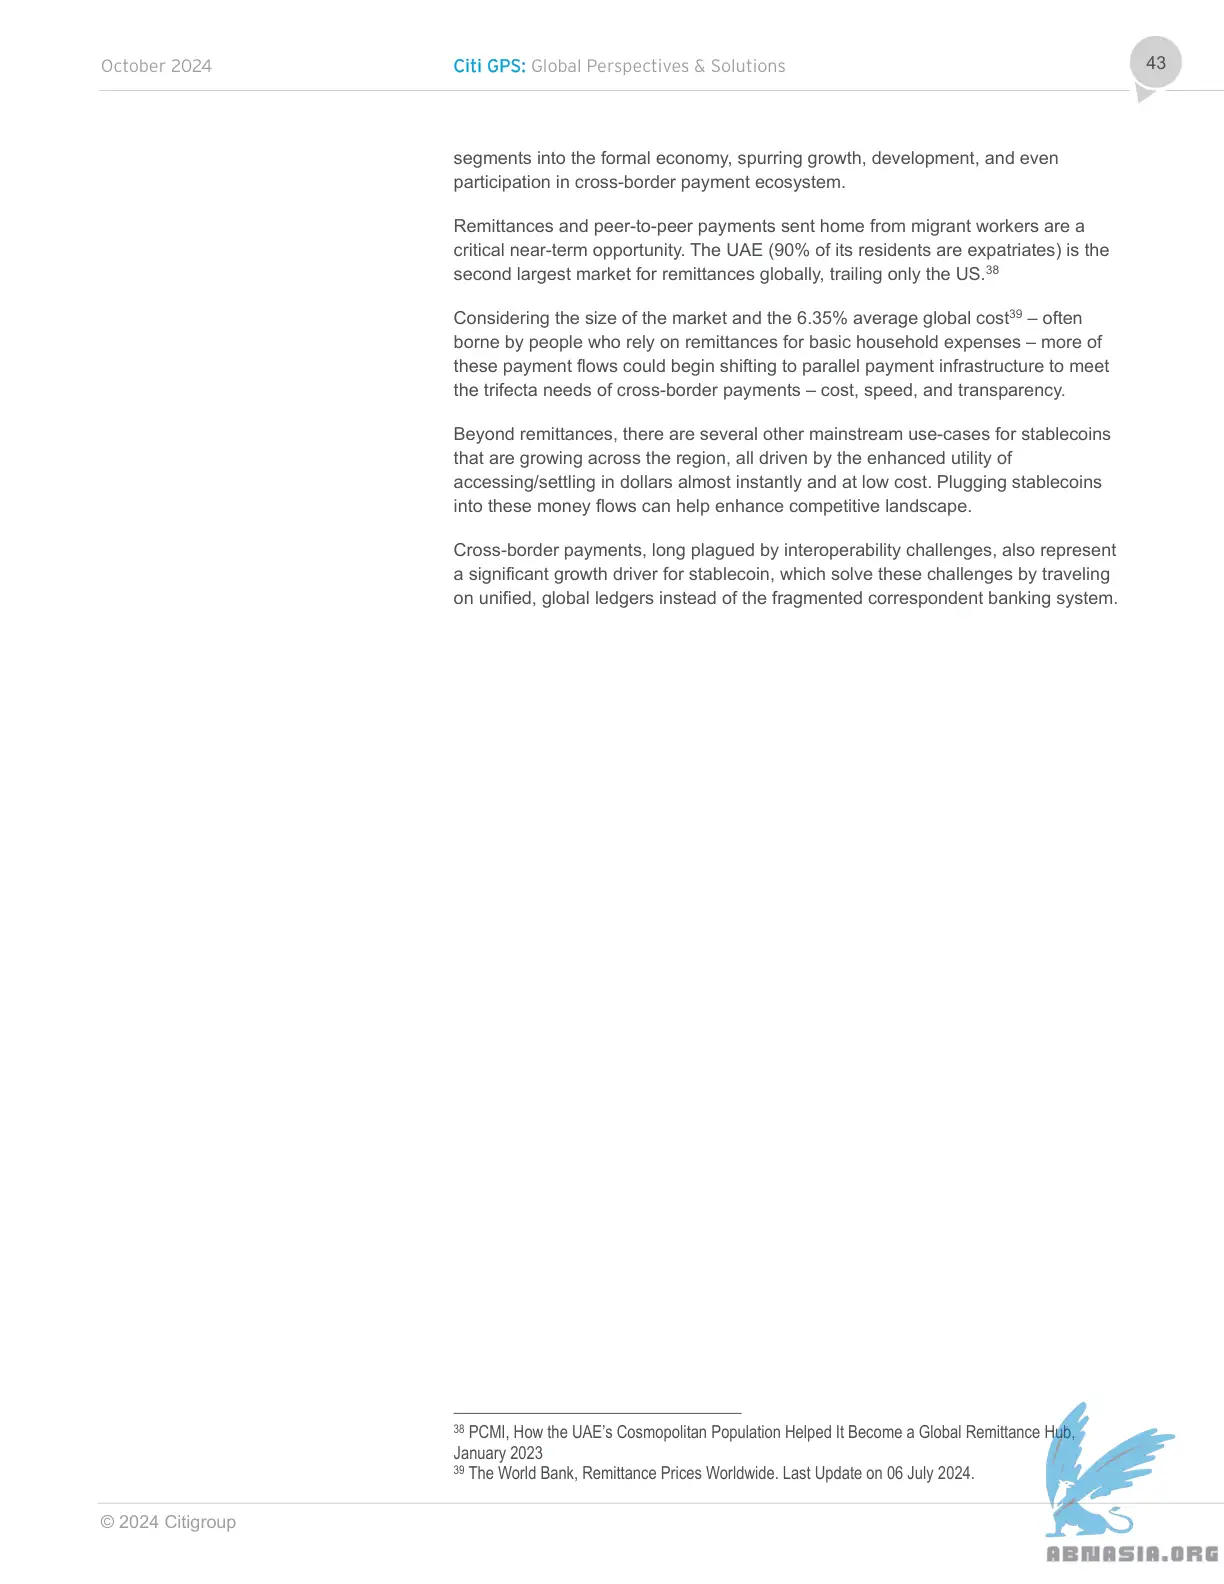 October 2024
Citi GPS: Global Perspectives & Solutions
43
segments into the formal economy, spurring growth, development, and even
participation in cross-border payment ecosystem.
Remittances and peer-to-peer payments sent home from migrant workers are a
critical near-term opportunity. The UAE (90% of its residents are expatriates) is the
second largest market for remittances globally, trailing only the US.38
Considering the size of the market and the 6.35% average global cost39 – often
borne by people who rely on remittances for basic household expenses – more of
these payment flows could begin shifting to parallel payment infrastructure to meet
the trifecta needs of cross-border payments – cost, speed, and transparency.
Beyond remittances, there are several other mainstream use-cases for stablecoins
that are growing across the region, all driven by the enhanced utility of
accessing/settling in dollars almost instantly and at low cost. Plugging stablecoins
into these money flows can help enhance competitive landscape.
Cross-border payments, long plagued by interoperability challenges, also represent
a significant growth driver for stablecoin, which solve these challenges by traveling
on unified, global ledgers instead of the fragmented correspondent banking system.
38 PCMI, How the UAE’s Cosmopolitan Population Helped It Become a Global Remittance Hub,
January 2023
39 The World Bank, Remittance Prices Worldwide. Last Update on 06 July 2024.
© 2024 Citigroup
ABNASIA.ORG